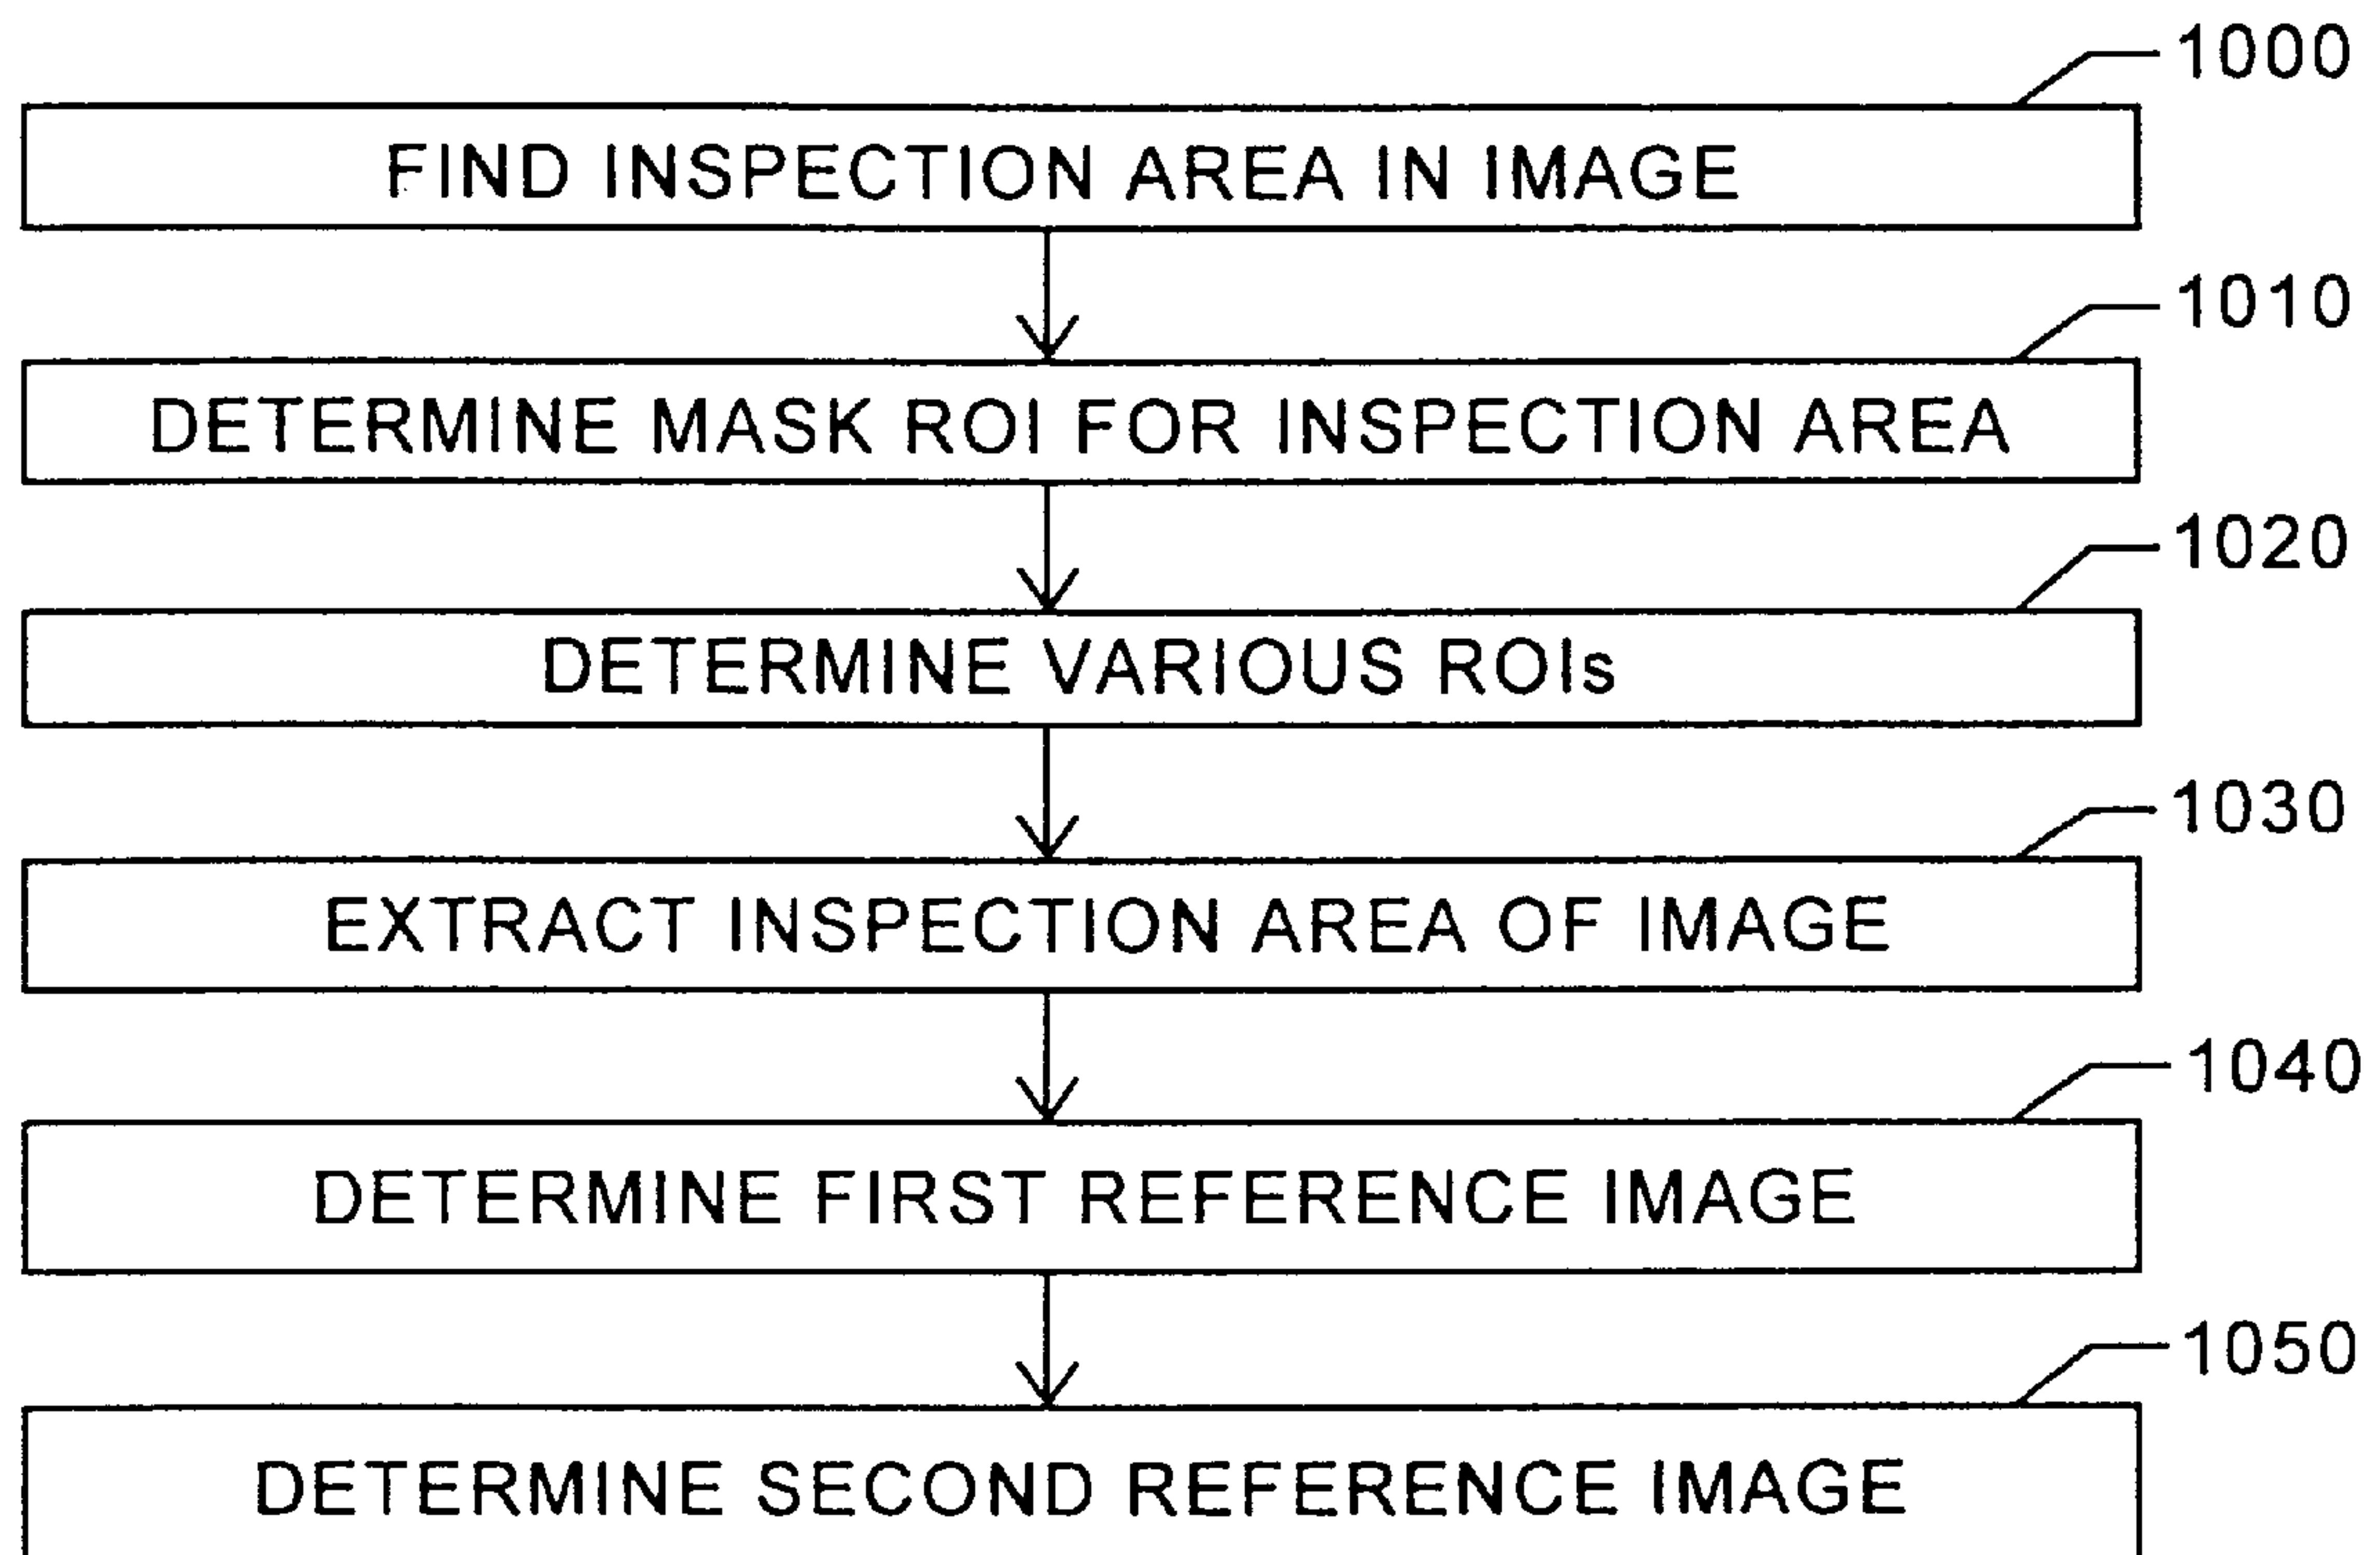 1000
FIND INSPECTION AREA IN IMAGE
1010
DETERMINE MASK ROI FOR INSPECTION AREA
1020
DETERMINE VARIOUS ROIs
1030
EXTRACT INSPECTION AREA OF IMAGE
1040
DETERMINE FIRST REFERENCE IMAGE
1050
DETERMINE SECOND REFERENCE IMAGE